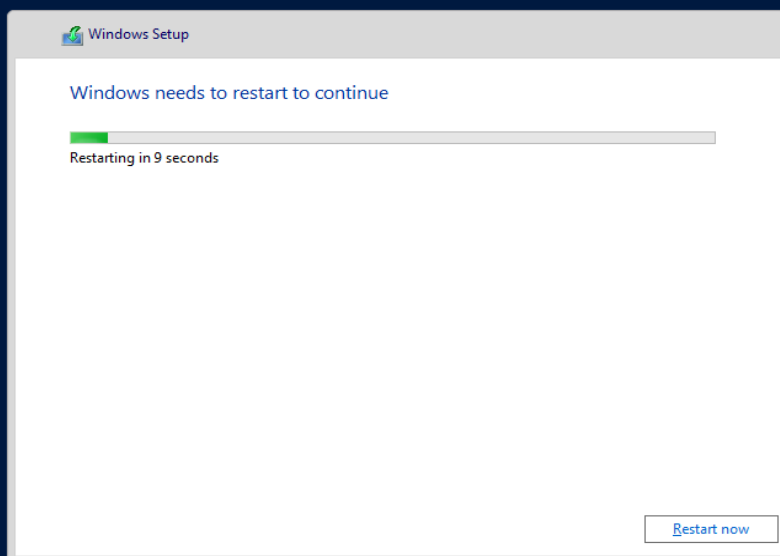 Windows Setup
Windows needs to restart to continue
Restarting in 9 seconds
Restart now